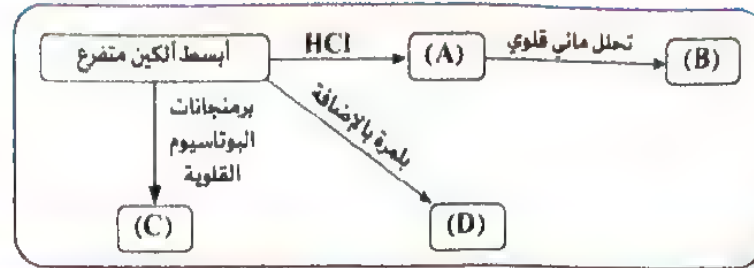 أبسط ألكين متفرع
HCl
(A)
تحلل مائي قلوي
(B)
برمنجانات
البوتاسيوم
القلوية
بلمرة بالإضافة
(C)
(D)